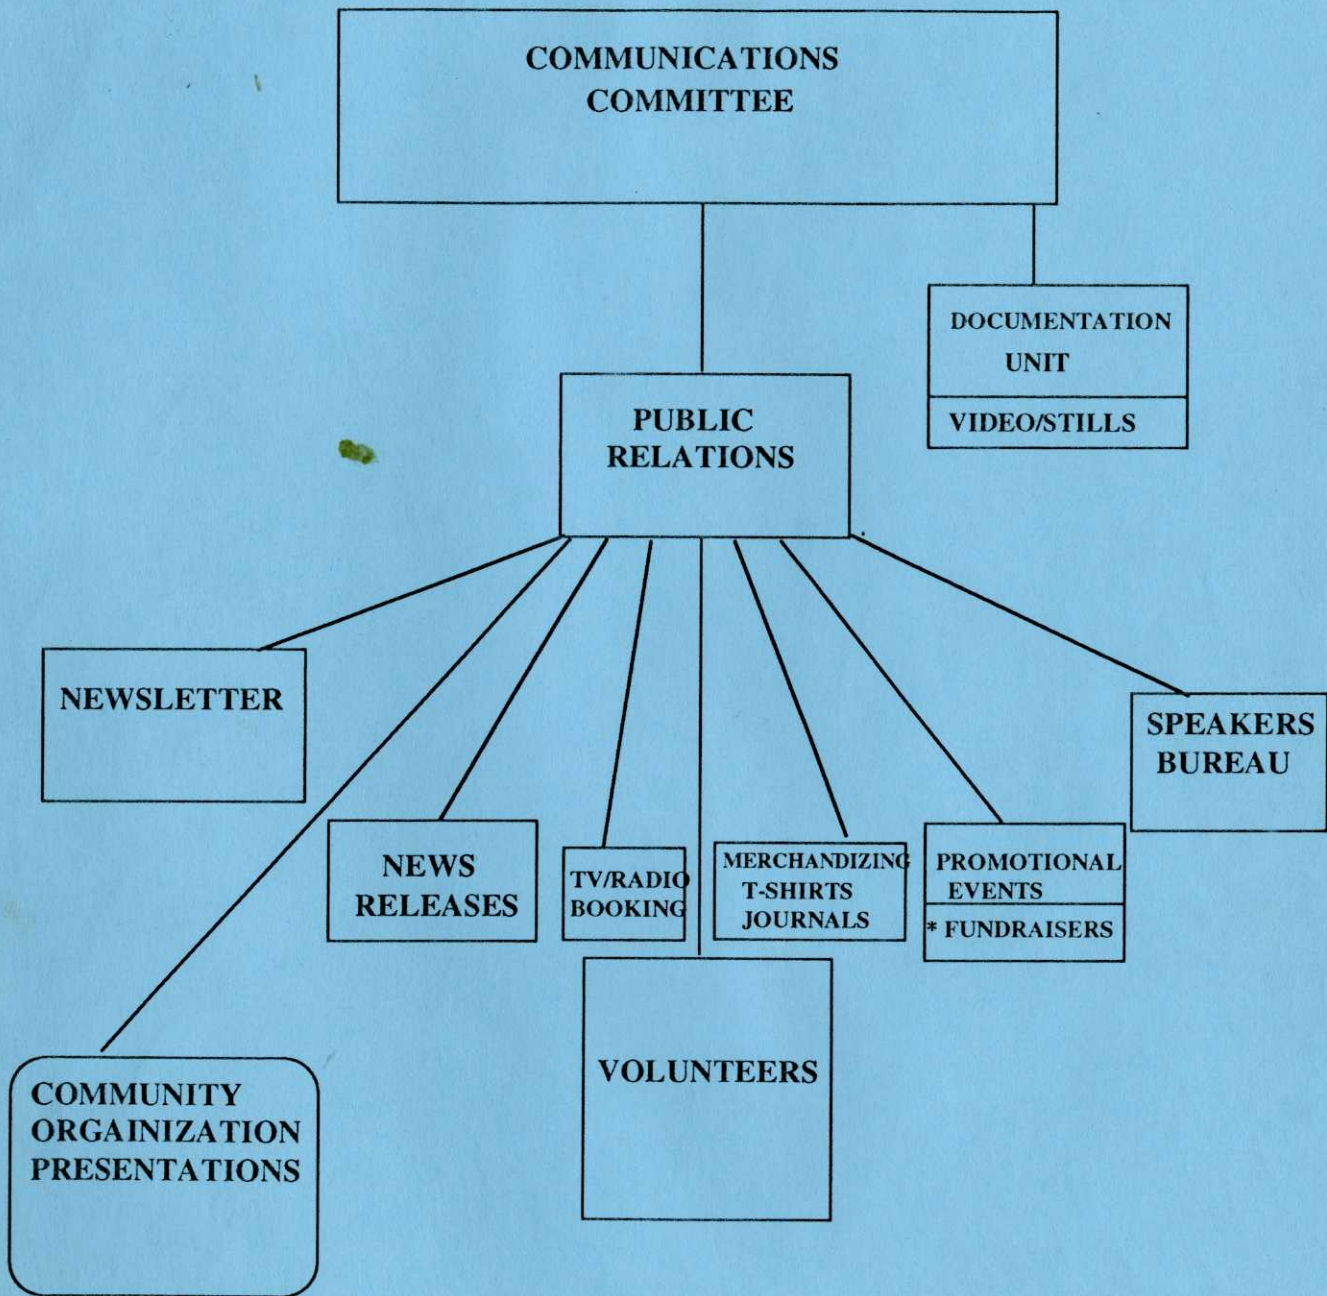 COMMUNICATIONS
COMMITTEE
DOCUMENTATION
UNIT
VIDEO/STILLS
PUBLIC
RELATIONS
NEWSLETTER
SPEAKERS
BUREAU
NEWS
RELEASES
TV/RADIO
BOOKING
MERCHANDIZING
T-SHIRTS
JOURNALS
PROMOTIONAL
EVENTS
* FUNDRAISERS
COMMUNITY
ORGAINIZATION
PRESENTATIONS
VOLUNTEERS